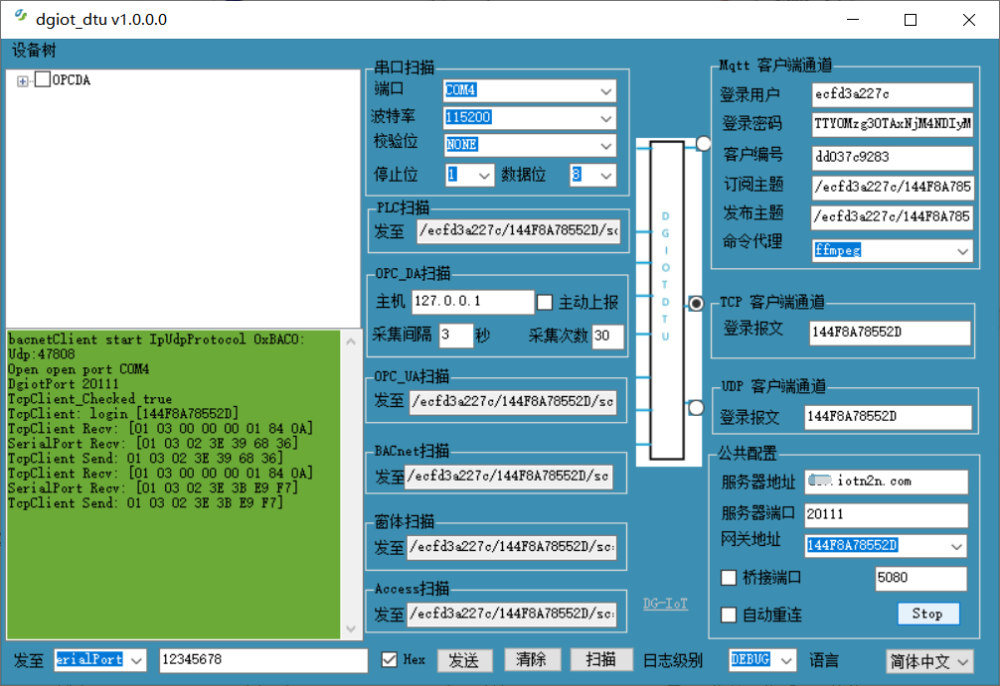 dgiot_dtu v1.0.0.0
设备树
OPCDA
bacnetClient start IpUdpProtocol 0xBAC0:
Udp:47808
Open open port COM4
DgiotPort 20111
TcpClient_Checked true
TcpClient: login [144F8A78552D]
TcpClient Recv: [01 03 00 00 00 01 84 0A]
SerialPort Recv: [01 03 02 3E 39 68 36]
TcpClient Send: 01 03 02 3E 39 68 36]
TcpClient Recv: [01 03 00 00 00 01 84 0A]
SerialPort Recv: [01 03 02 3E 3B E9 F7]
TcpClient Send: 01 03 02 3E 3B E9 F7]
串口扫描
端口 COM4
波特率 115200
校验位 NONE
停止位 1 数据位 8
PLC扫描
发至 /ecfd3a227c/144F8A78552D/sc
OPC_DA扫描
主机 127.0.0.1 主动上报
采集间隔 3 秒 采集次数 30
OPC_UA扫描
发至 /ecfd3a227c/144F8A78552D/sc
BACnet扫描
发至 /ecfd3a227c/144F8A78552D/sc
窗体扫描
发至 /ecfd3a227c/144F8A78552D/sc
Access扫描
发至 /ecfd3a227c/144F8A78552D/sc
DGIOTDTU
DG-IoT
Mqtt 客户端通道
登录用户 ecfd3a227c
登录密码 TTY0Mzg3OTAxNjM4NDIyM
客户编号 dd037c9283
订阅主题 /ecfd3a227c/144F8A785
发布主题 /ecfd3a227c/144F8A785
命令代理 ffmpeg
TCP 客户端通道
登录报文 144F8A78552D
UDP 客户端通道
登录报文 144F8A78552D
公共配置
服务器地址 .iotn2n.com
服务器端口 20111
网关地址 144F8A78552D
桥接端口 5080
自动重连 Stop
发至 erialPort 12345678 Hex 发送 清除 扫描 日志级别 DEBUG 语言 简体中文